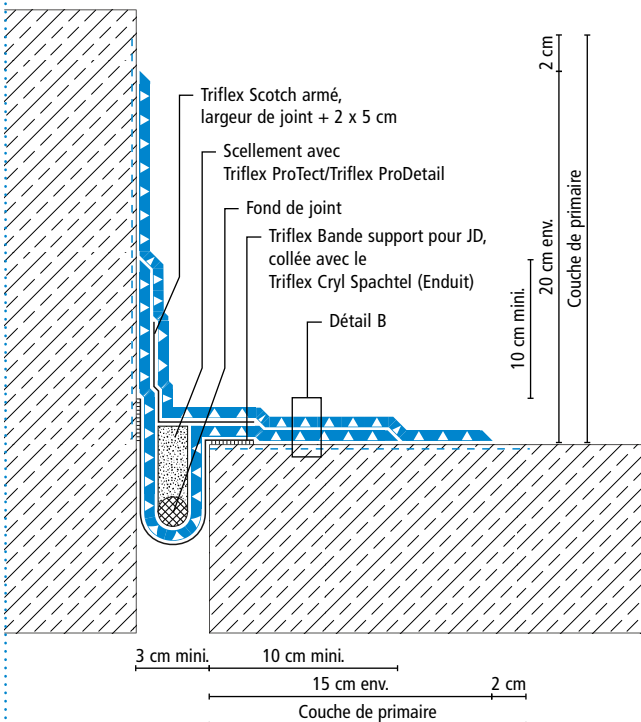 Triflex Scotch armé,
largeur de joint + 2 x 5 cm
Scellement avec
Triflex ProTect/Triflex ProDetail
Fond de joint
Triflex Bande support pour JD,
collée avec le
Triflex Cryl Spachtel (Enduit)
Détail B
2 cm
20 cm env.
10 cm mini.
Couche de primaire
3 cm mini.
10 cm mini.
15 cm env.
2 cm
Couche de primaire